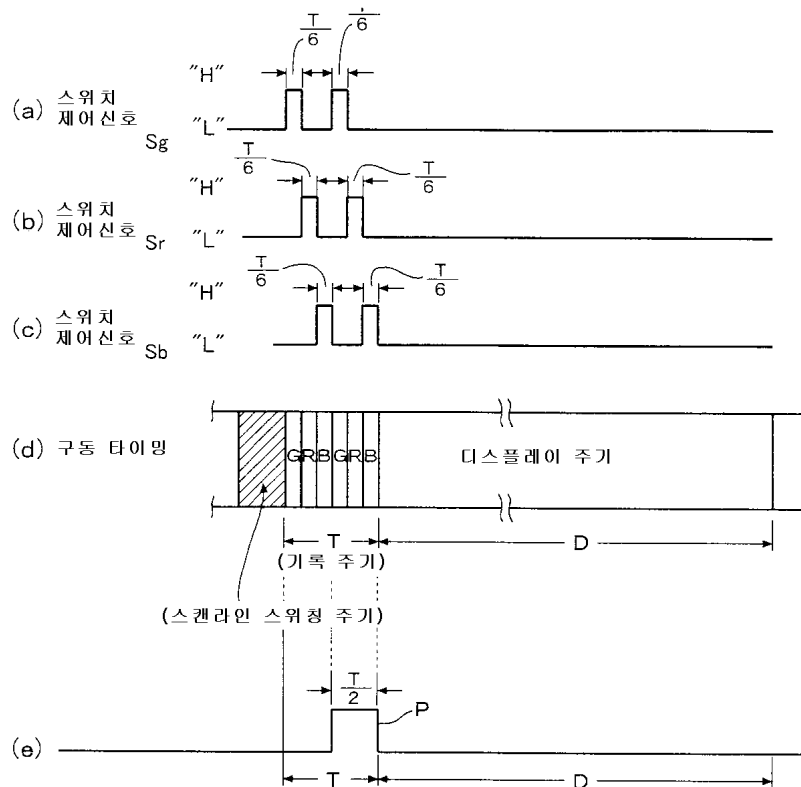 T/6 T/6
"H"
(a) 스위치 제어신호 Sg "L"
T/6 T/6
"H"
(b) 스위치 제어신호 Sr "L"
T/6 T/6
"H"
(c) 스위치 제어신호 Sb "L"
(d) 구동 타이밍 G R B G R B 디스플레이 주기
T D
(기록 주기)
(스캔라인 스위칭 주기)
T/2
P
(e)
T D